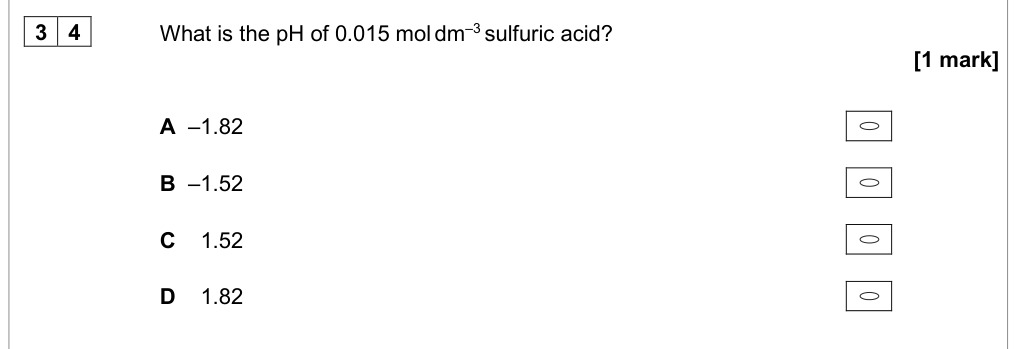 3 4 What is the pH of 0.015 mol dm⁻³ sulfuric acid?
[1 mark]
A –1.82
B –1.52
C 1.52
D 1.82